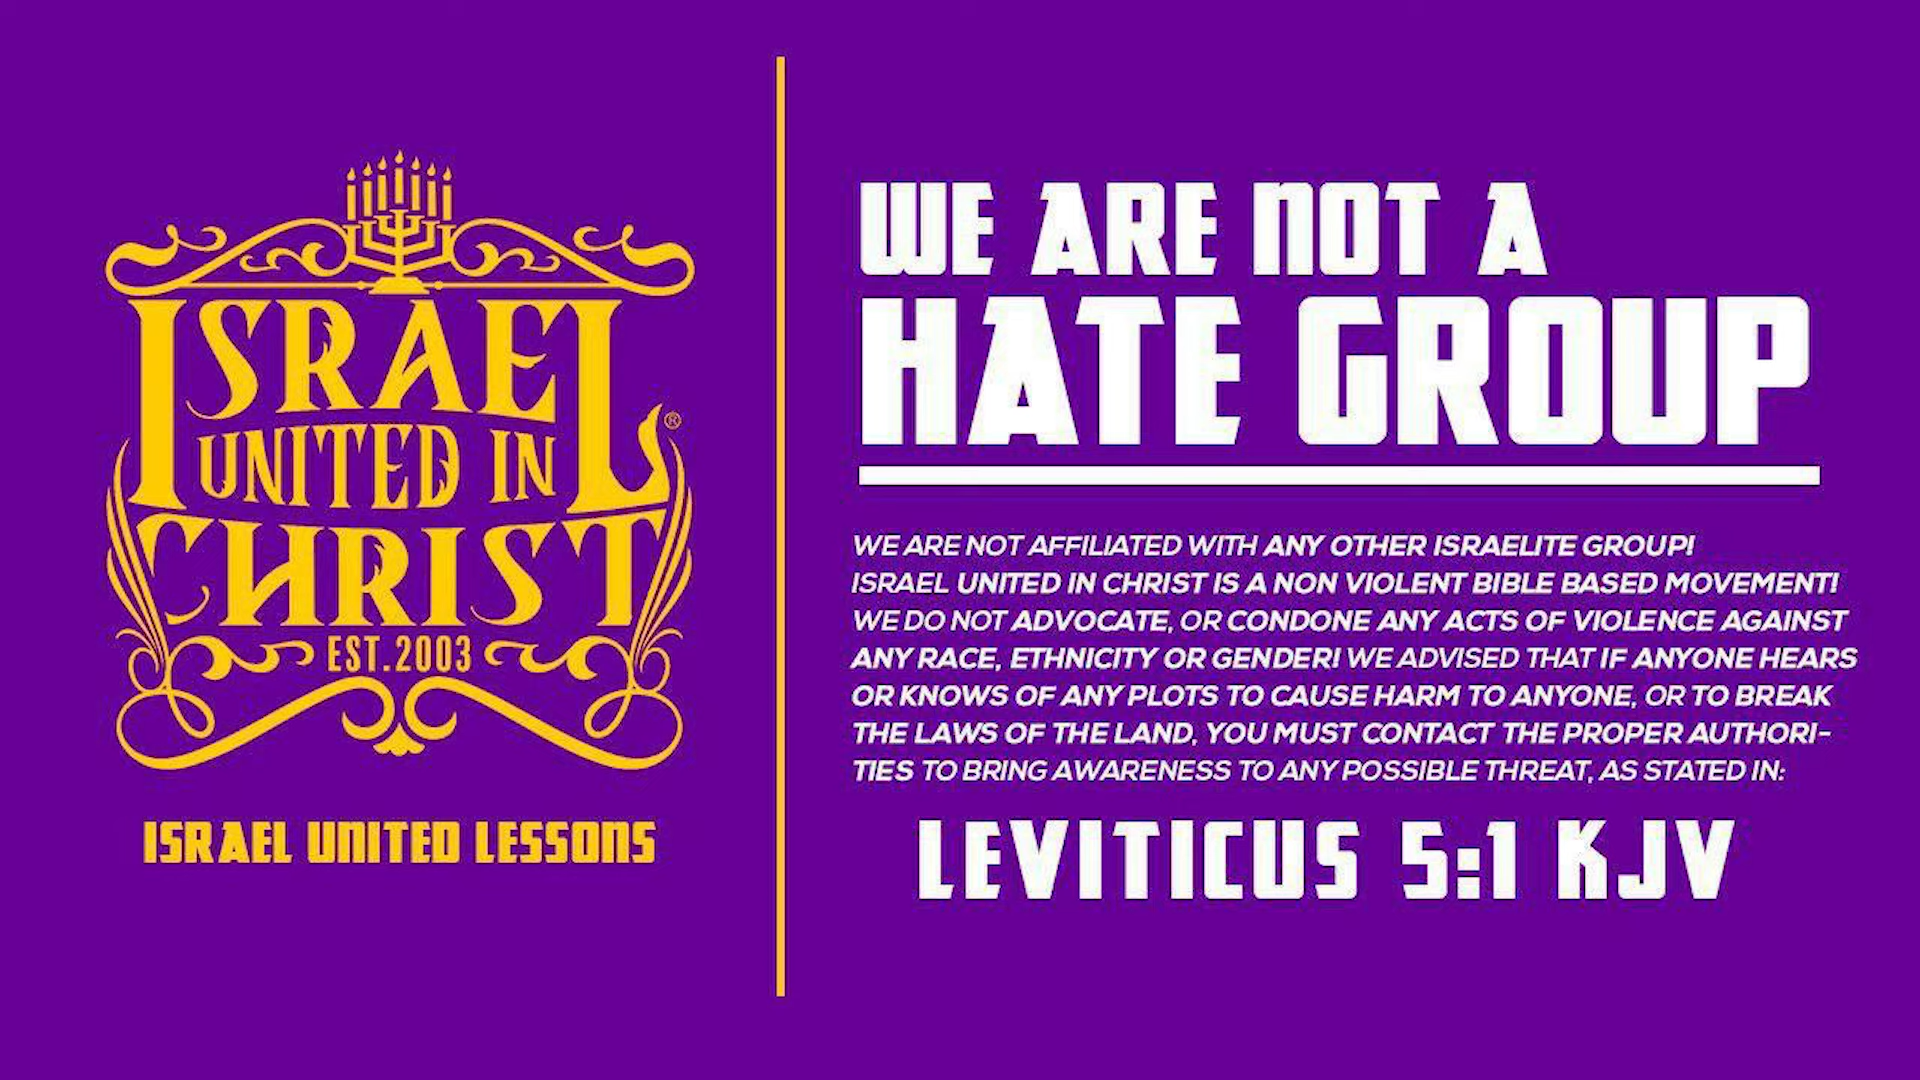 ISRAEL
UNITED IN
CHRIST
®
EST.2003
ISRAEL UNITED LESSONS
WE ARE NOT A
HATE GROUP
WE ARE NOT AFFILIATED WITH ANY OTHER ISRAELITE GROUP!
ISRAEL UNITED IN CHRIST IS A NON VIOLENT BIBLE BASED MOVEMENT!
WE DO NOT ADVOCATE, OR CONDONE ANY ACTS OF VIOLENCE AGAINST
ANY RACE, ETHNICITY OR GENDER! WE ADVISED THAT IF ANYONE HEARS
OR KNOWS OF ANY PLOTS TO CAUSE HARM TO ANYONE, OR TO BREAK
THE LAWS OF THE LAND, YOU MUST CONTACT THE PROPER AUTHORI-
TIES TO BRING AWARENESS TO ANY POSSIBLE THREAT, AS STATED IN:
LEVITICUS 5:1 KJV